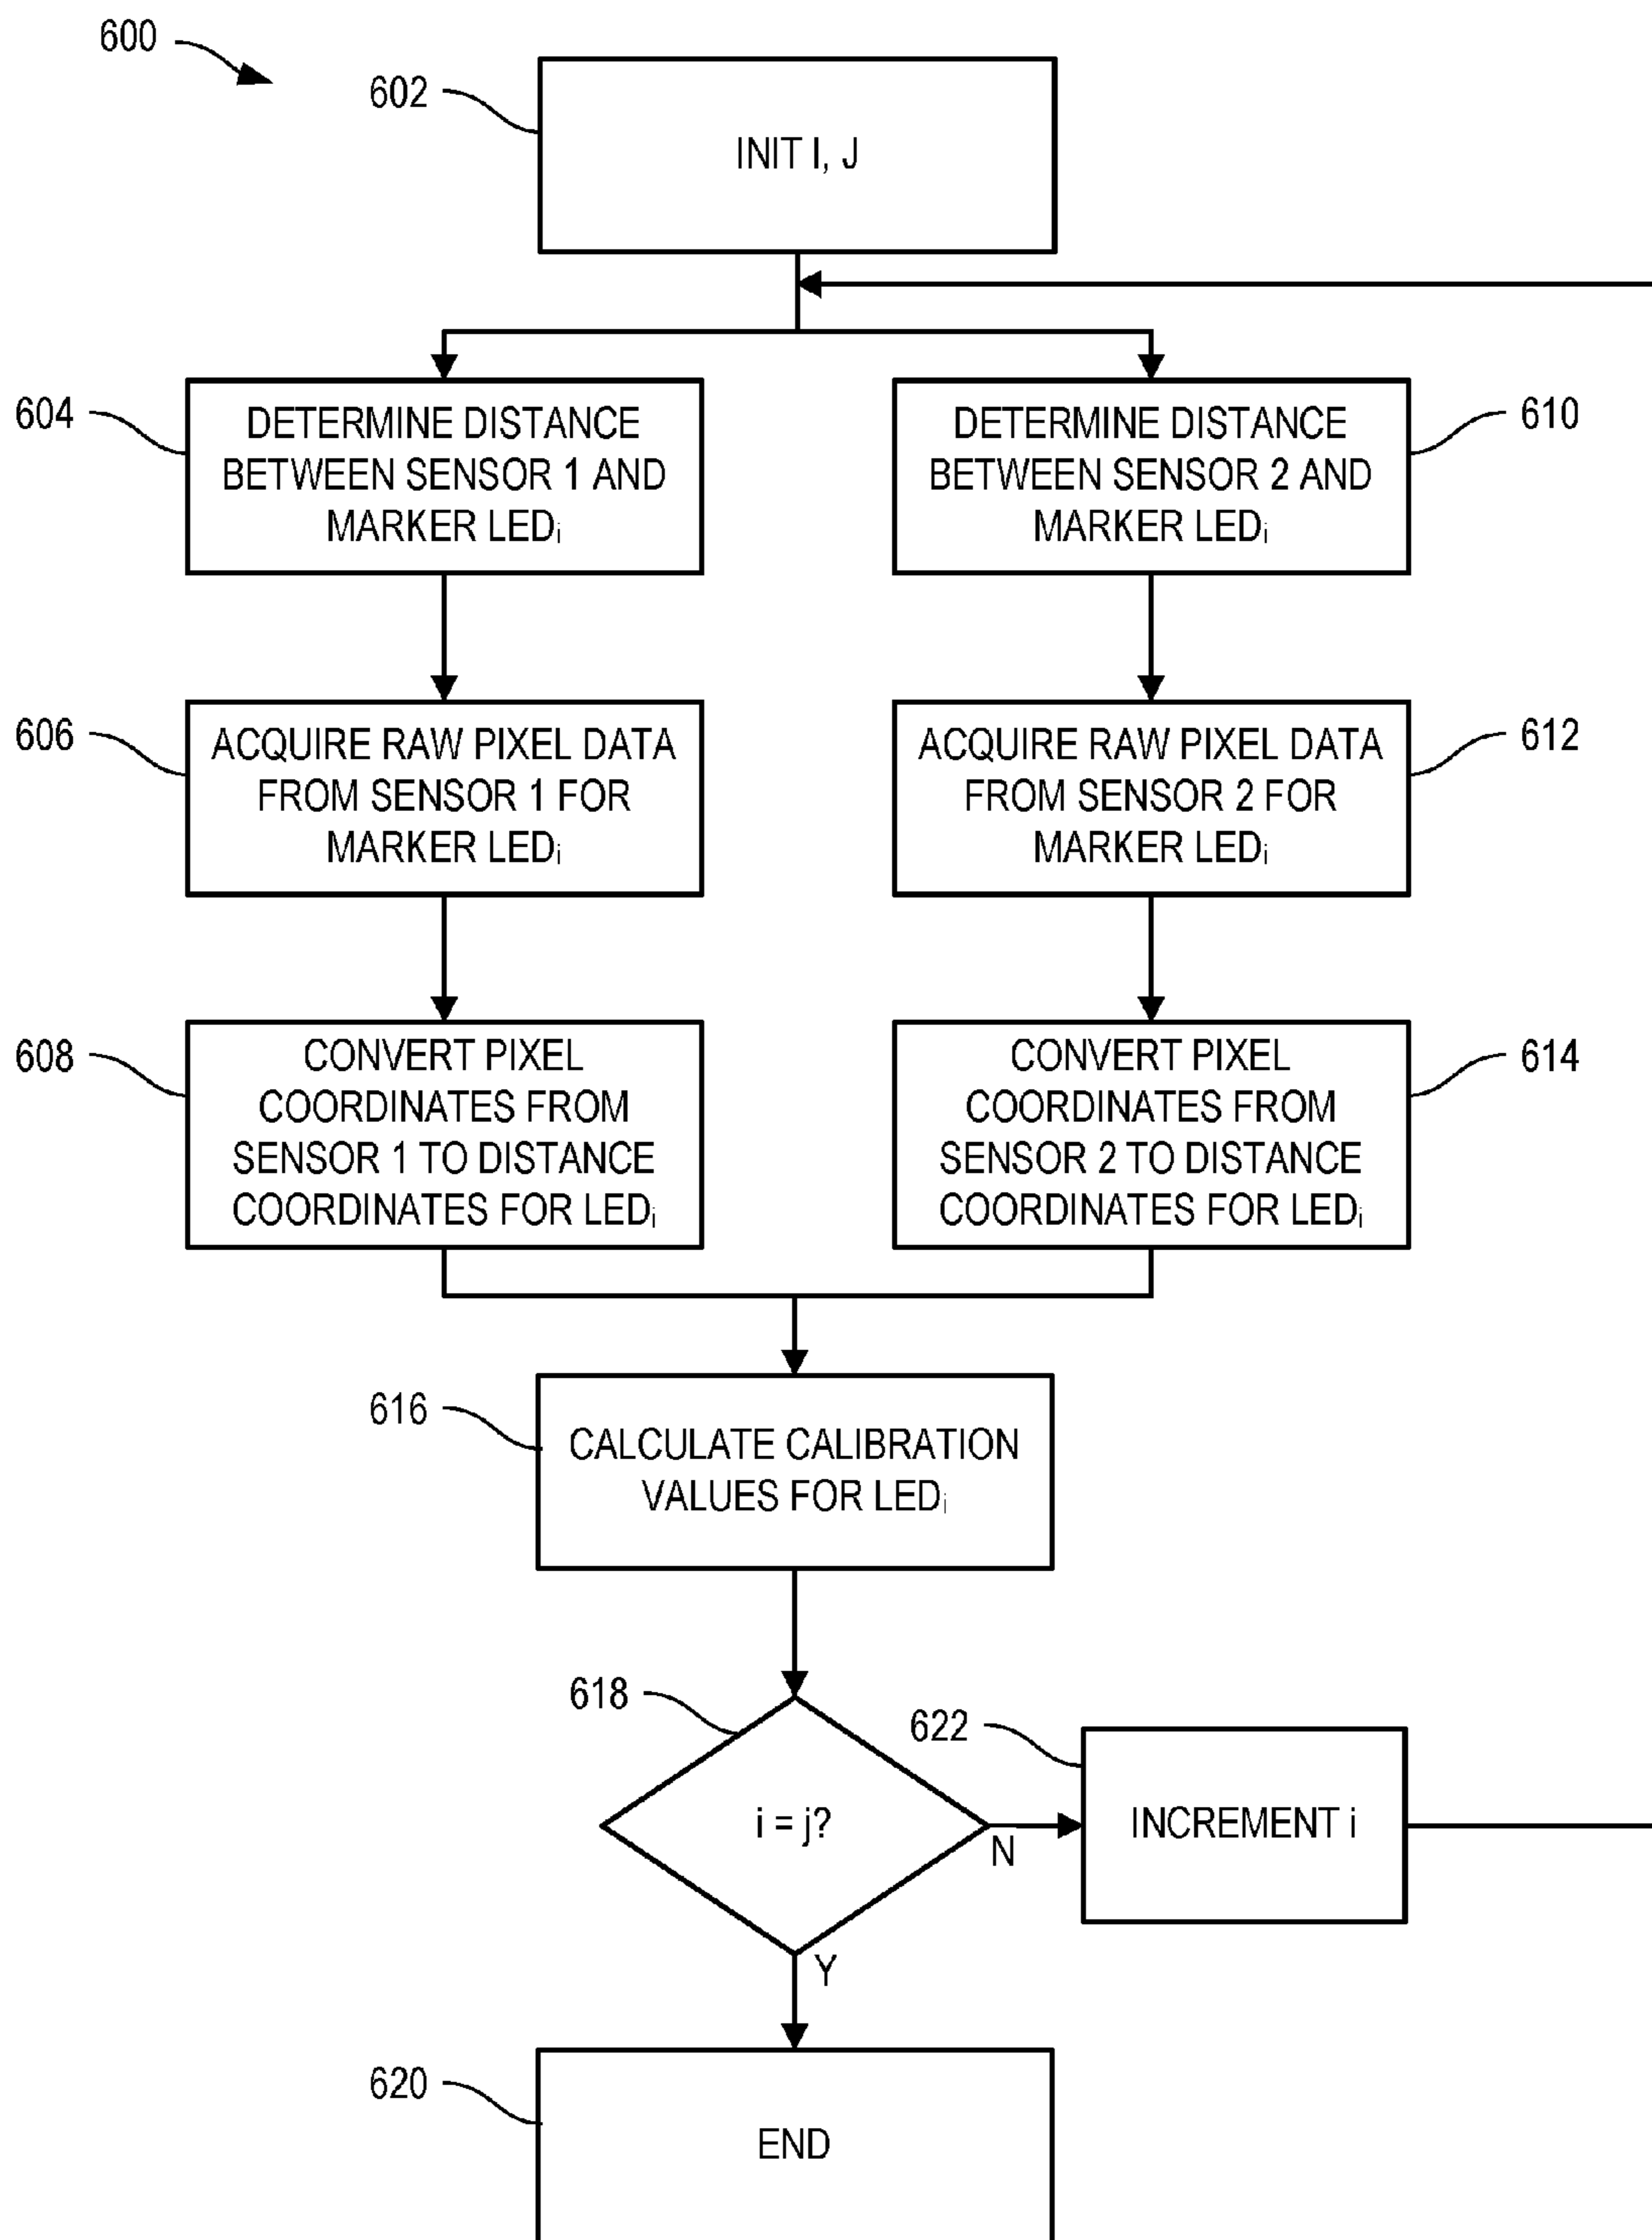 600
602
INIT I, J
604
DETERMINE DISTANCE
BETWEEN SENSOR 1 AND
MARKER LEDᵢ
DETERMINE DISTANCE
BETWEEN SENSOR 2 AND
MARKER LEDᵢ
610
606
ACQUIRE RAW PIXEL DATA
FROM SENSOR 1 FOR
MARKER LEDᵢ
ACQUIRE RAW PIXEL DATA
FROM SENSOR 2 FOR
MARKER LEDᵢ
612
608
CONVERT PIXEL
COORDINATES FROM
SENSOR 1 TO DISTANCE
COORDINATES FOR LEDᵢ
CONVERT PIXEL
COORDINATES FROM
SENSOR 2 TO DISTANCE
COORDINATES FOR LEDᵢ
614
616
CALCULATE CALIBRATION
VALUES FOR LEDᵢ
618
i = j?
N
622
INCREMENT i
Y
620
END